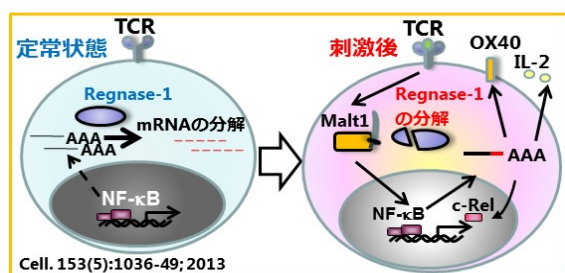 定常状態
TCR
Regnase-1
AAA
AAA
mRNAの分解
NF-κB
刺激後
TCR
OX40
IL-2
Malt1
Regnase-1
の分解
AAA
NF-κB
c-Rel
Cell. 153(5):1036-49; 2013